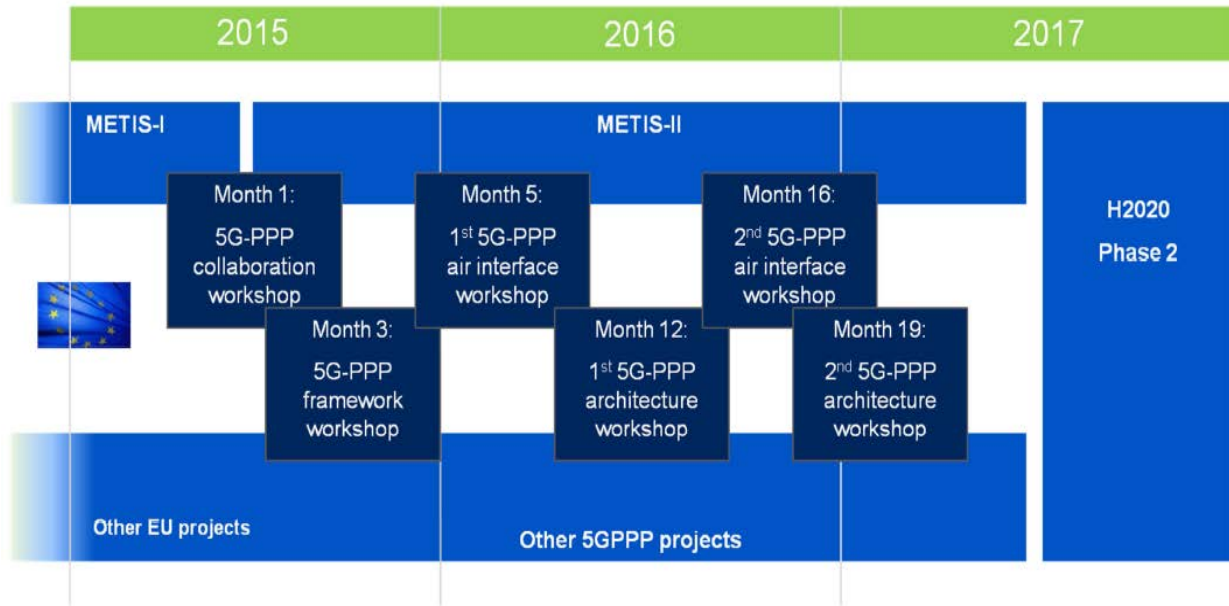 2015
2016
2017
METIS-I
METIS-II
Month 1:
5G-PPP
collaboration
workshop
Month 5:
1st 5G-PPP
air interface
workshop
Month 16:
2nd 5G-PPP
air interface
workshop
H2020
Phase 2
Month 3:
5G-PPP
framework
workshop
Month 12:
1st 5G-PPP
architecture
workshop
Month 19:
2nd 5G-PPP
architecture
workshop
Other EU projects
Other 5GPPP projects